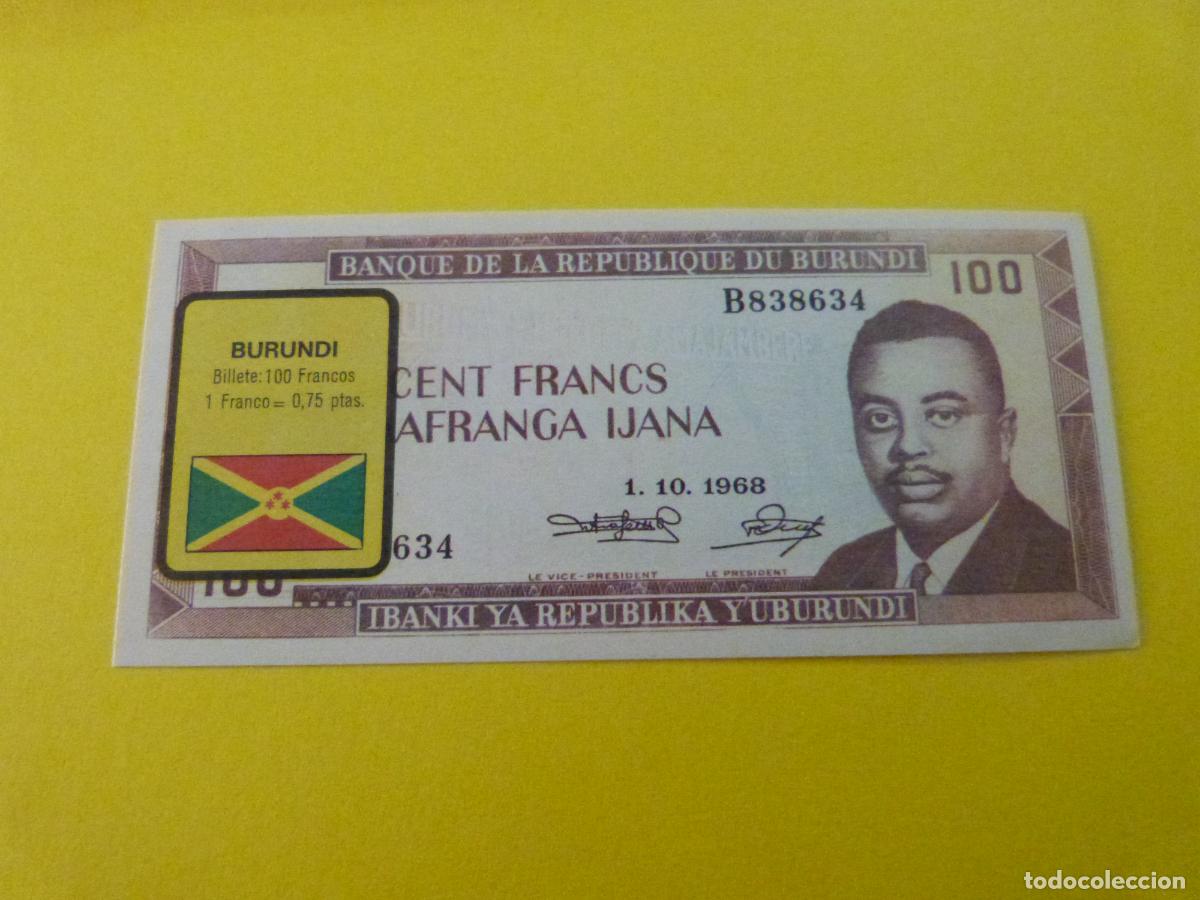 BANQUE DE LA REPUBLIQUE DU BURUNDI
100
B838634
BURUNDI
Billete: 100 Francos
1 Franco = 0,75 ptas.
CENT FRANCS
AFRANGA IJANA
1. 10. 1968
634
LE VICE-PRESIDENT
LE PRESIDENT
100
IBANKI YA REPUBLIKA Y'UBURUNDI
todocoleccion